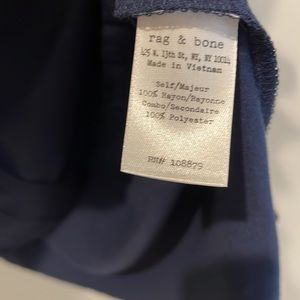 rag & bone
425 W. 13th St, NY, NY 10014
Made in Vietnam
Self/Majeur
100% Rayon/Rayonne
Combo/Secondaire
100% Polyester
RN# 108879